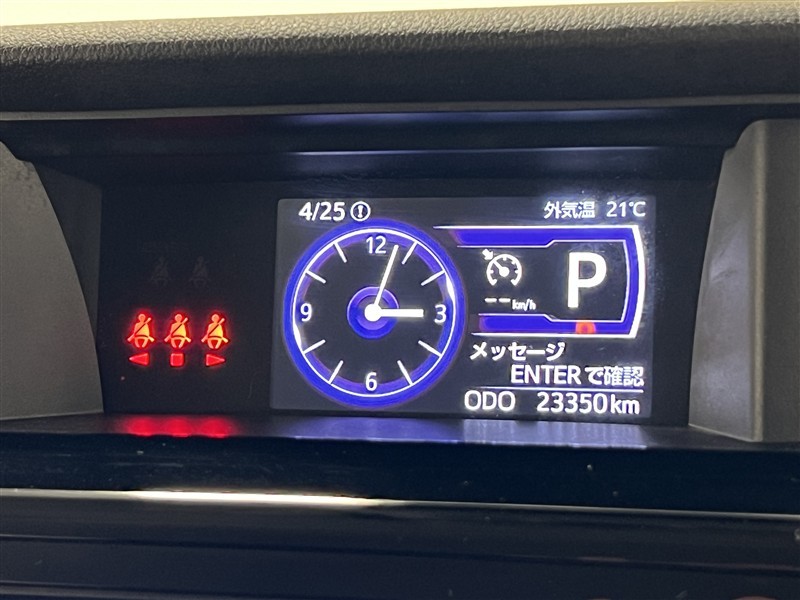 4/25
外気温 21℃
12
9
3
6
-- km/h
P
メッセージ
ENTERで確認
ODO 23350km